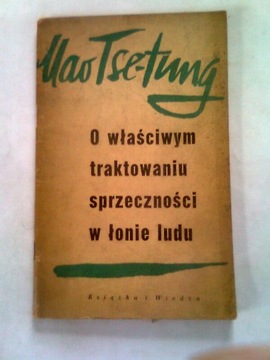 Mao Tse-tung
O właściwym
traktowaniu
sprzeczności
w łonie ludu
Książka i Wiedza